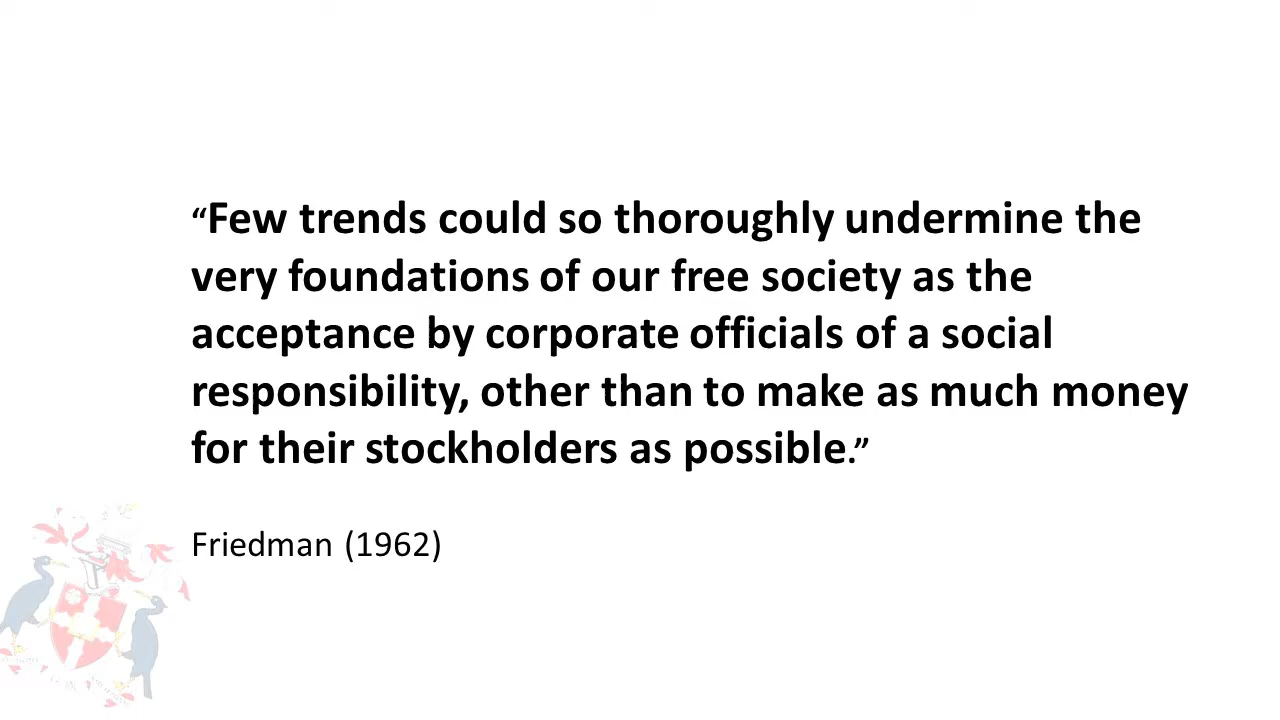 “Few trends could so thoroughly undermine the
very foundations of our free society as the
acceptance by corporate officials of a social
responsibility, other than to make as much money
for their stockholders as possible.”
Friedman (1962)